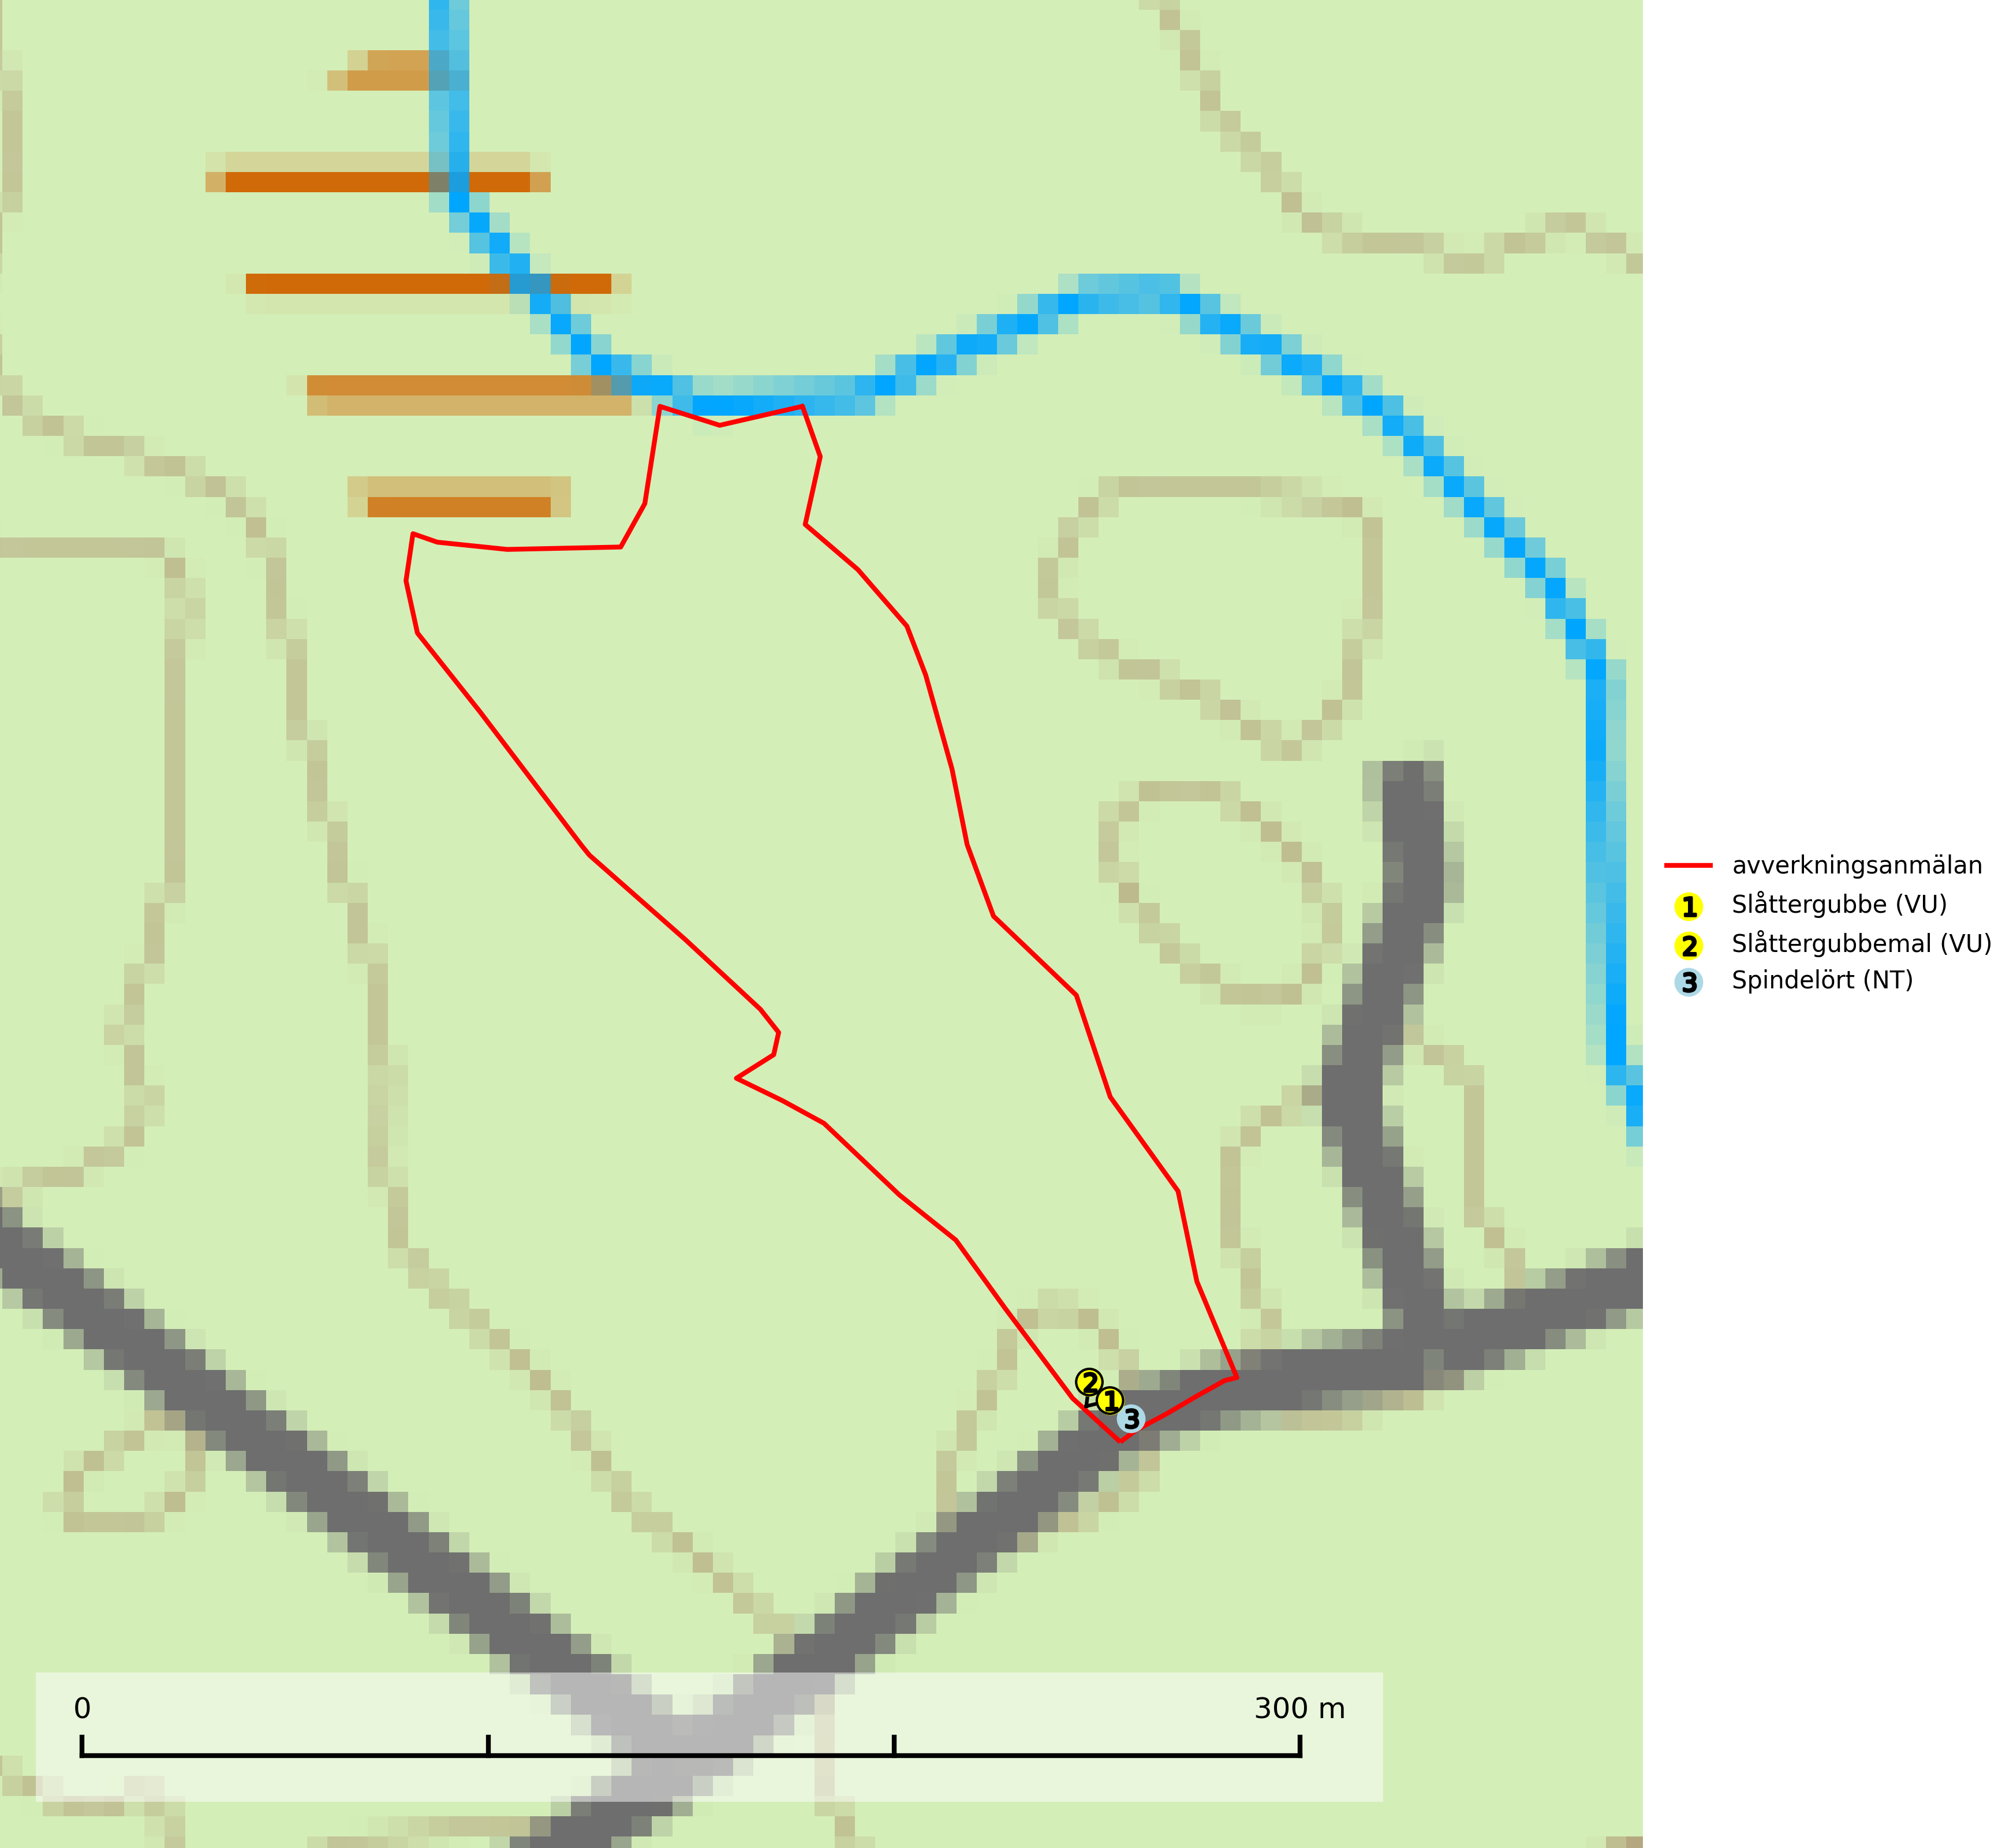 avverkningsanmälan
1 Slåttergubbe (VU)
2 Slåttergubbemal (VU)
3 Spindelört (NT)
2
1
3
0 300 m